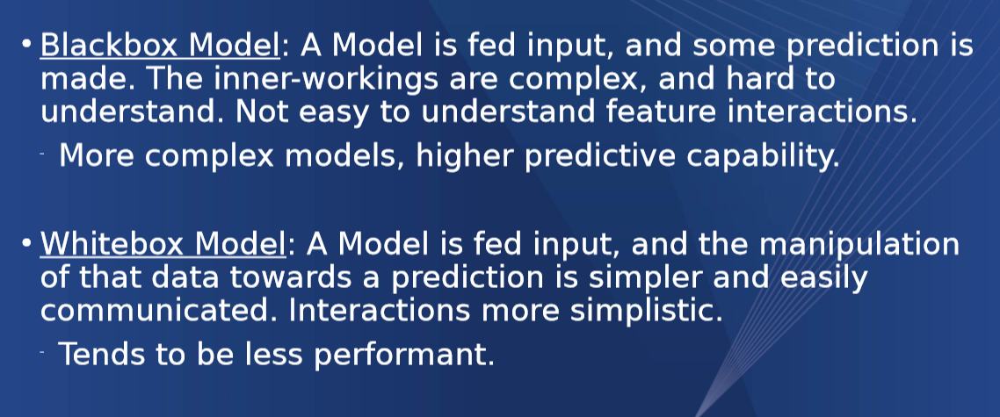 • Blackbox Model: A Model is fed input, and some prediction is
made. The inner-workings are complex, and hard to
understand. Not easy to understand feature interactions.
- More complex models, higher predictive capability.
• Whitebox Model: A Model is fed input, and the manipulation
of that data towards a prediction is simpler and easily
communicated. Interactions more simplistic.
- Tends to be less performant.